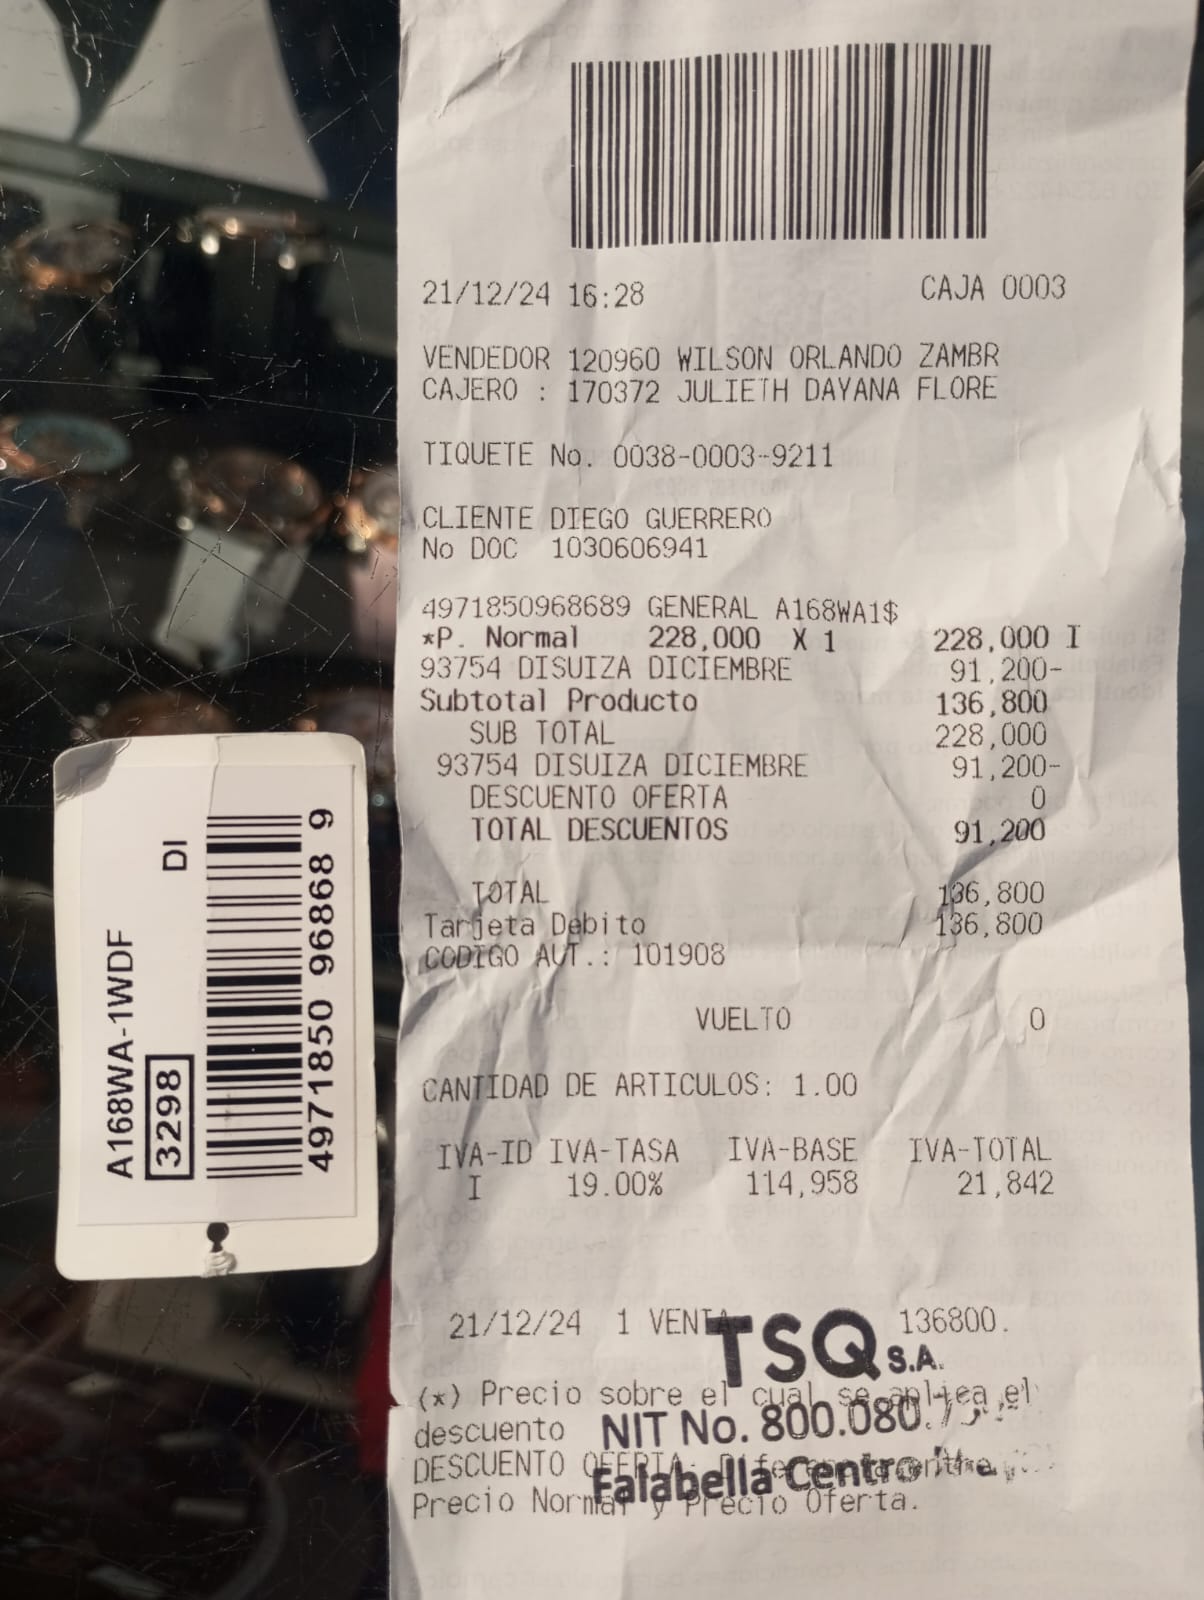 21/12/24 16:28 CAJA 0003
VENDEDOR 120960 WILSON ORLANDO ZAMBR
CAJERO : 170372 JULIETH DAYANA FLORE
TIQUETE No. 0038-0003-9211
CLIENTE DIEGO GUERRERO
No DOC 1030606941
4971850968689 GENERAL A168WA1$
*P. Normal 228,000 X 1 228,000 I
93754 DISUIZA DICIEMBRE 91,200-
Subtotal Producto 136,800
SUB TOTAL 228,000
93754 DISUIZA DICIEMBRE 91,200-
DESCUENTO OFERTA 0
TOTAL DESCUENTOS 91,200
TOTAL 136,800
Tarjeta Debito 136,800
CODIGO AUT.: 101908
VUELTO 0
CANTIDAD DE ARTICULOS: 1.00
IVA-ID IVA-TASA IVA-BASE IVA-TOTAL
I 19.00% 114,958 21,842
21/12/24 1 VENTA 136800.
TSQ S.A.
(*) Precio sobre el cual se aplica el
descuento
NIT No. 800.080.
DESCUENTO OFERTA: Diferencia entre
Falabella Centro
Precio Normal y Precio Oferta.
A168WA-1WDF
DI
3298
4971850 96868 9